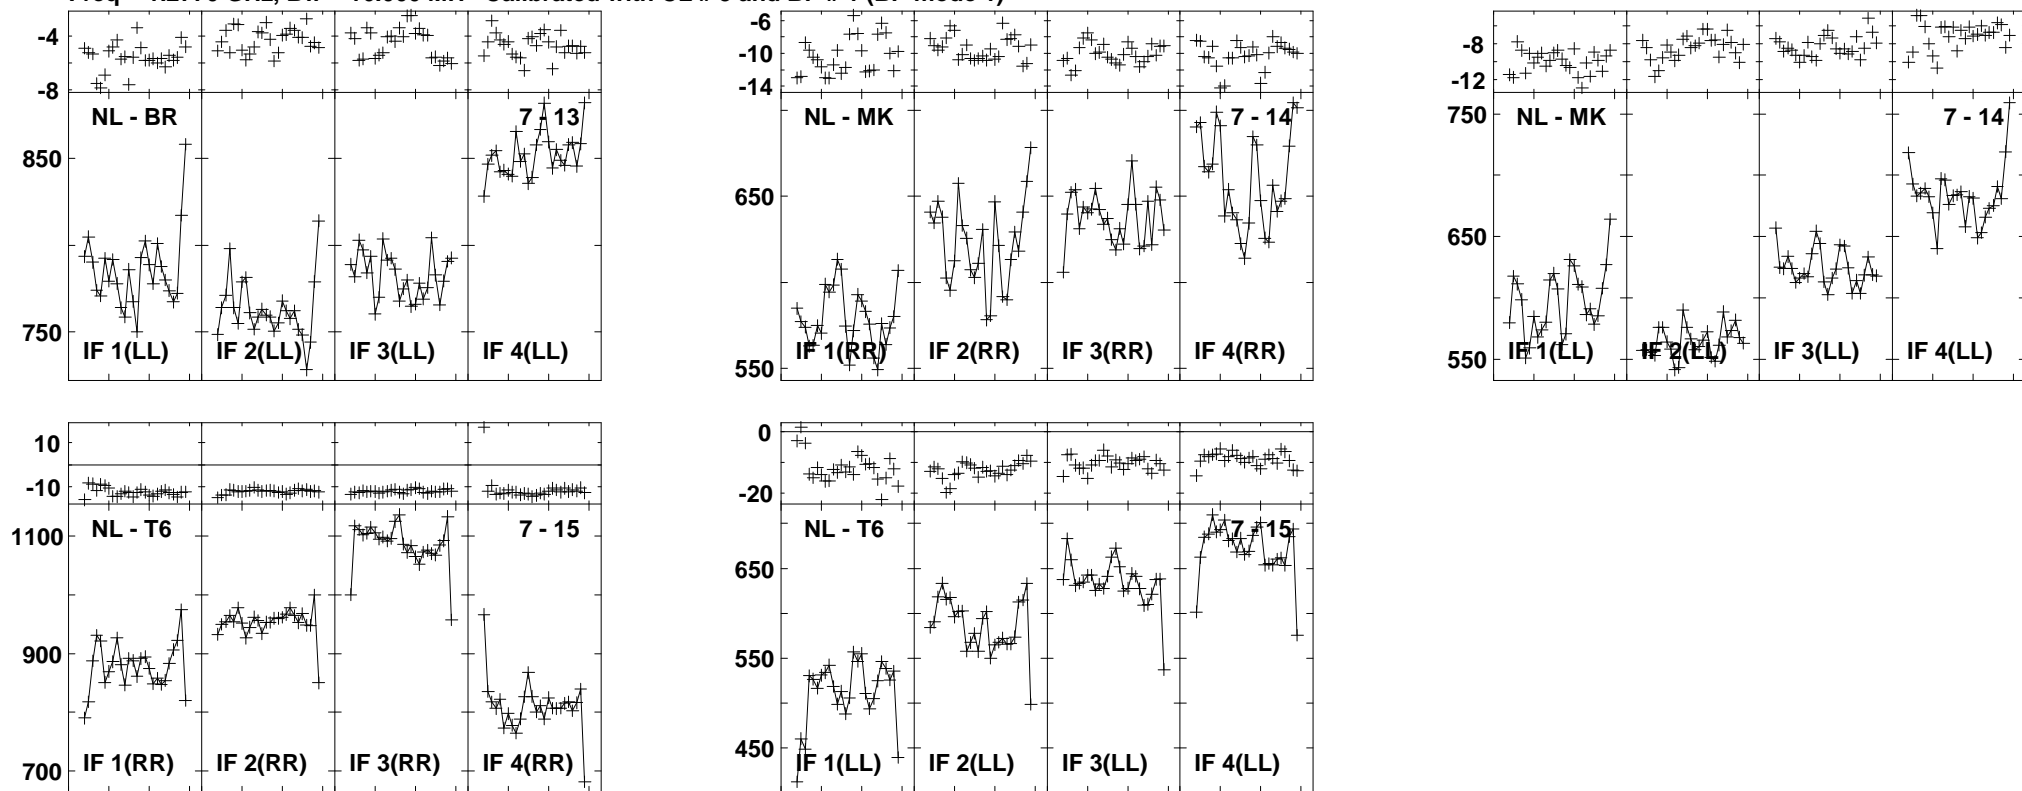 -4
-8
NL - BR
7 - 13
850
750
IF 1(LL)
IF 2(LL)
IF 3(LL)
IF 4(LL)
-6
-10
-14
NL - MK
7 - 14
650
550
IF 1(RR)
IF 2(RR)
IF 3(RR)
IF 4(RR)
-8
-12
750
NL - MK
7 - 14
650
550
IF 1(LL)
IF 2(LL)
IF 3(LL)
IF 4(LL)
10
-10
NL - T6
7 - 15
1100
900
700
IF 1(RR)
IF 2(RR)
IF 3(RR)
IF 4(RR)
0
-20
NL - T6
7 - 15
650
550
450
IF 1(LL)
IF 2(LL)
IF 3(LL)
IF 4(LL)